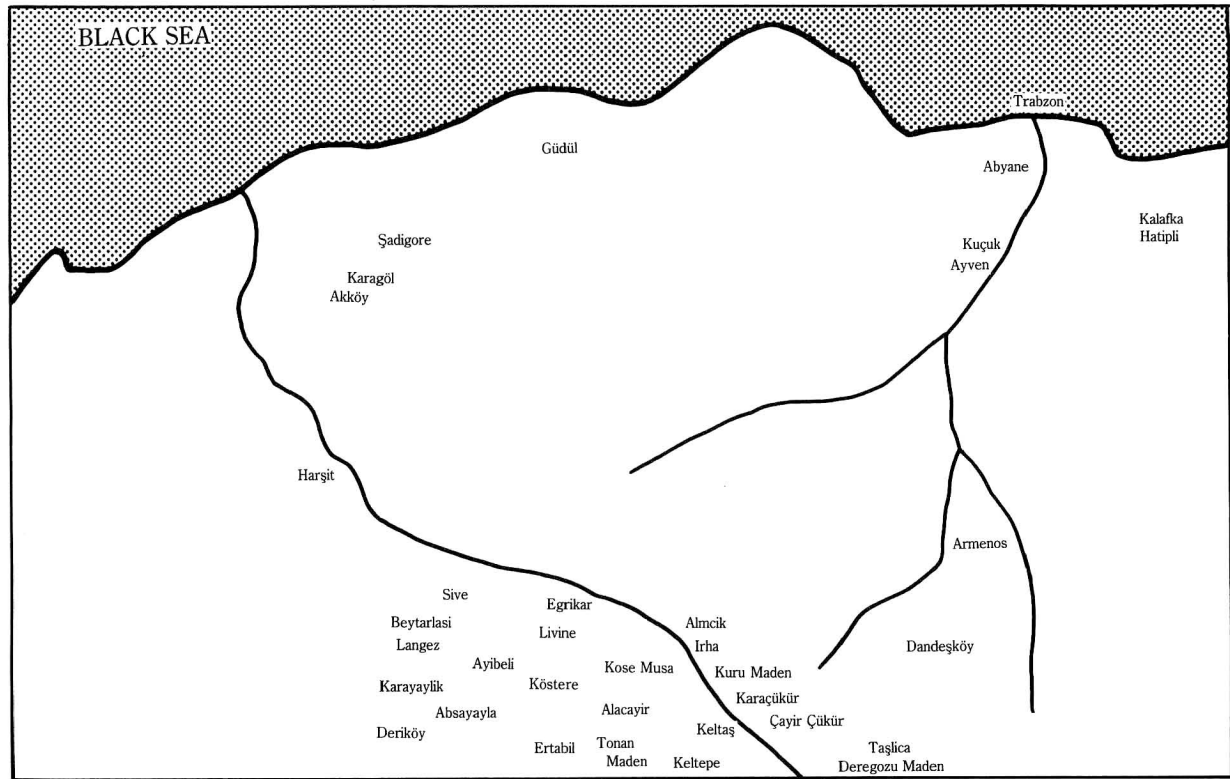 BLACK SEA
Trabzon
Güdül
Abyane
Kalafka
Hatipli
Şadigore
Kuçuk
Ayven
Karagöl
Akköy
Harşit
Armenos
Sive
Egrikar
Beytarlasi
Almcik
Livine
Langez
Irha
Dandeşköy
Ayibeli
Kose Musa
Kuru Maden
Karayaylik
Köstere
Karaçükür
Absayayla
Alacayir
Çayir Çükür
Deriköy
Keltaş
Ertabil
Tonan
Maden
Taşlica
Keltepe
Deregozu Maden